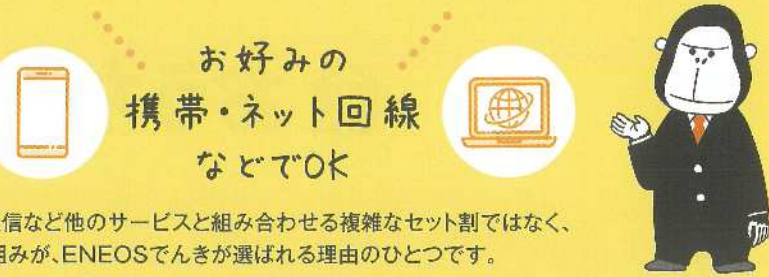 お好みの
携帯・ネット回線
などでOK
信など他のサービスと組み合わせる複雑なセット割ではなく、
組みが、ENEOSでんきが選ばれる理由のひとつです。